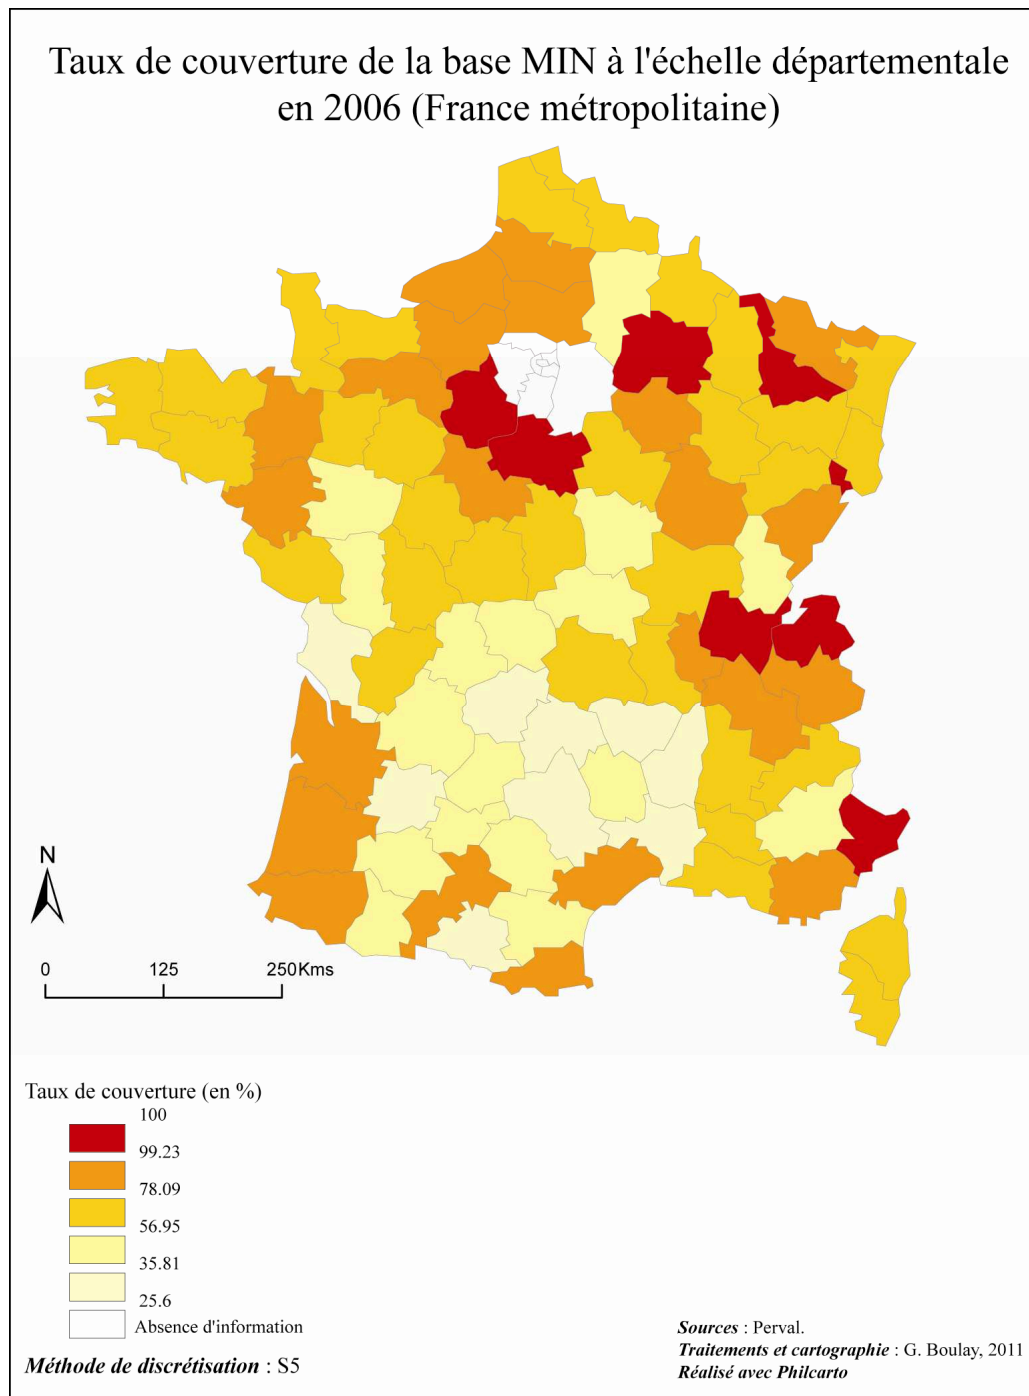 Taux de couverture de la base MIN à l'échelle départementale
en 2006 (France métropolitaine)
N
0 125 250Kms
Taux de couverture (en %)
100
99.23
78.09
56.95
35.81
25.6
Absence d'information
Méthode de discrétisation : S5
Sources : Perval.
Traitements et cartographie : G. Boulay, 2011
Réalisé avec Philcarto